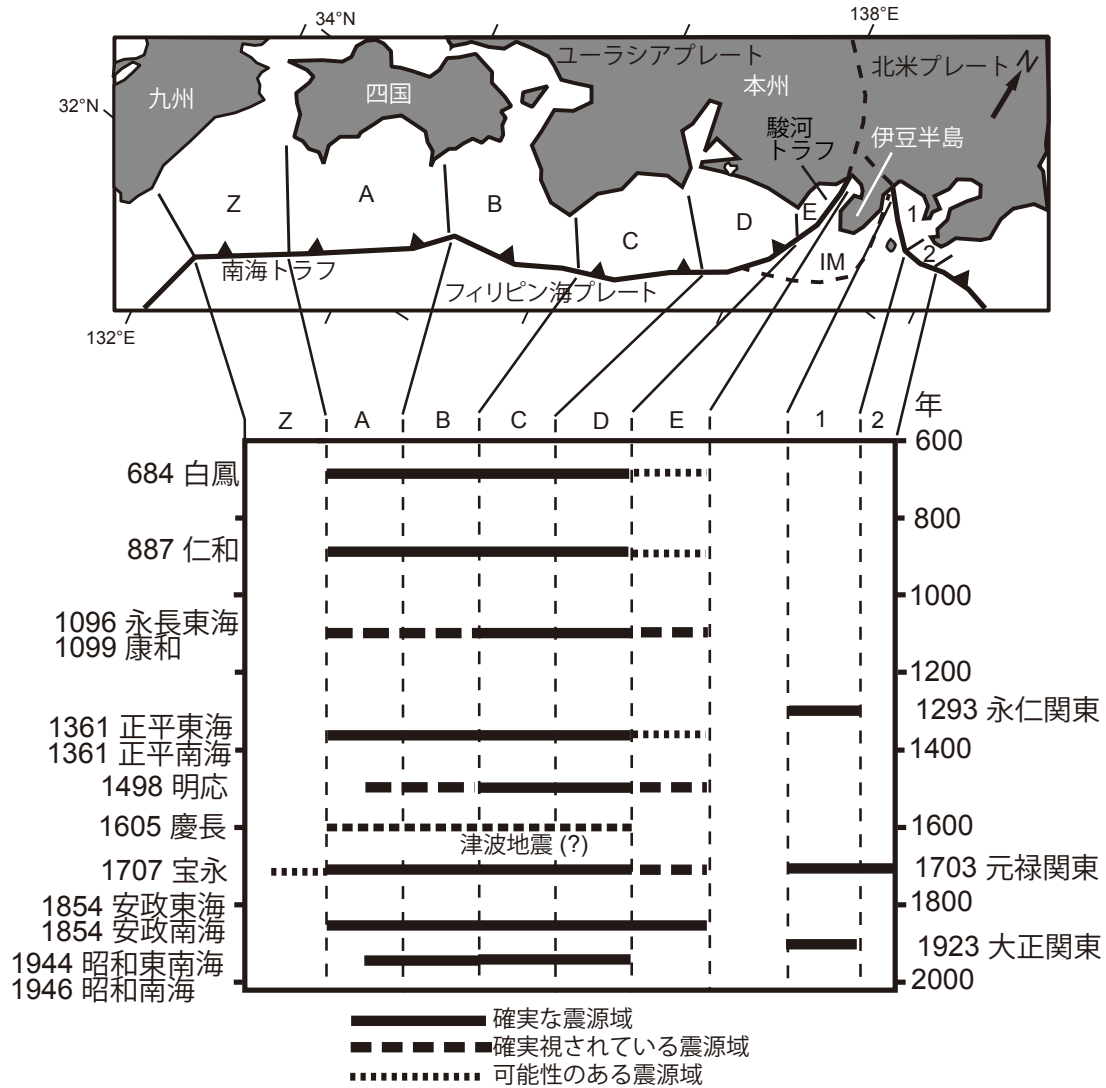 34°N
138°E
ユーラシアプレート
北米プレート
N
32°N
九州
四国
本州
駿河
トラフ
伊豆半島
Z
A
B
C
D
E
1
2
IM
南海トラフ
フィリピン海プレート
132°E
Z
A
B
C
D
E
1
2
年
600
684 白鳳
800
887 仁和
1000
1096 永長東海
1099 康和
1200
1293 永仁関東
1361 正平東海
1361 正平南海
1400
1498 明応
1605 慶長
津波地震 (?)
1600
1707 宝永
1703 元禄関東
1854 安政東海
1854 安政南海
1800
1923 大正関東
1944 昭和東南海
1946 昭和南海
2000
確実な震源域
確実視されている震源域
可能性のある震源域